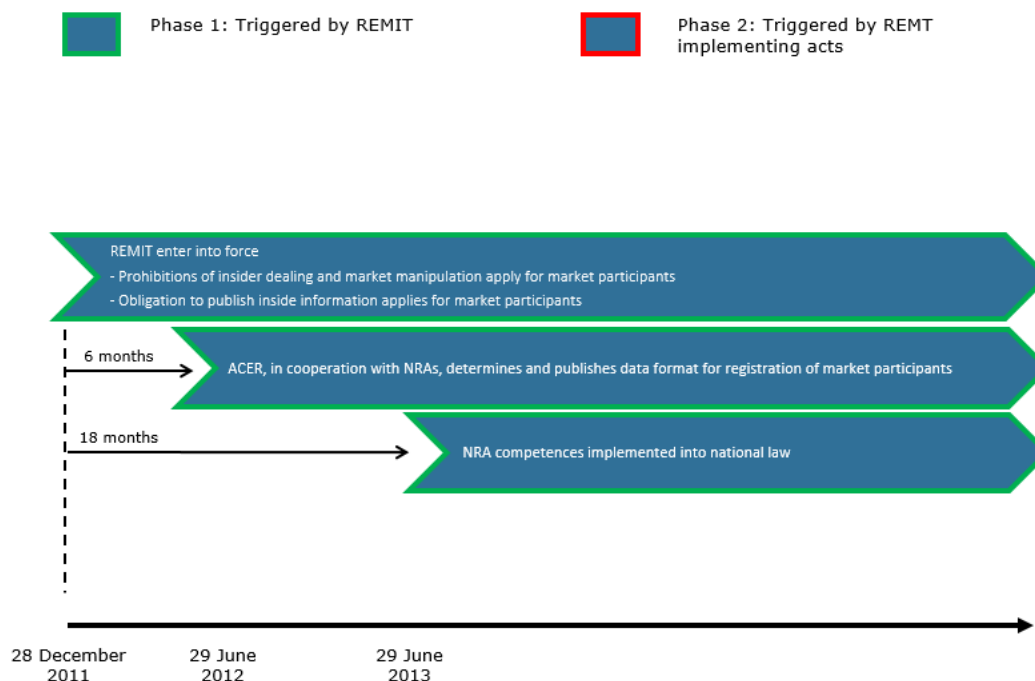 Phase 1: Triggered by REMIT
Phase 2: Triggered by REMT
implementing acts
REMIT enter into force
- Prohibitions of insider dealing and market manipulation apply for market participants
- Obligation to publish inside information applies for market participants
6 months
ACER, in cooperation with NRAs, determines and publishes data format for registration of market participants
18 months
NRA competences implemented into national law
28 December
2011
29 June
2012
29 June
2013